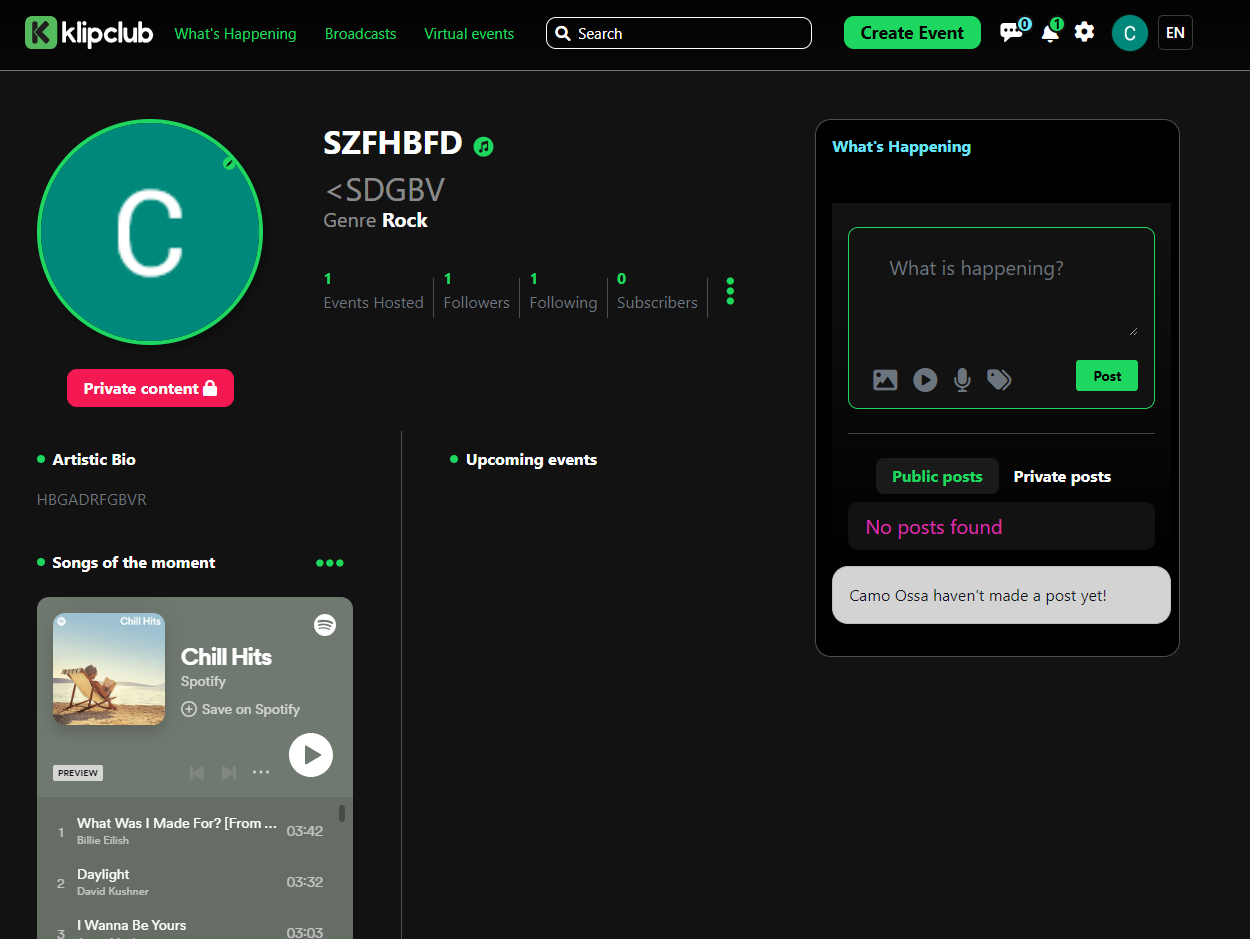 K klipclub What's Happening Broadcasts Virtual events Search Create Event 0 1 C EN
C
SZFHBFD
<SDGBV
Genre Rock
1 1 1 0
Events Hosted Followers Following Subscribers
Private content
Artistic Bio
HBGADRFGBVR
Songs of the moment
Chill Hits
Chill Hits
Spotify
Save on Spotify
PREVIEW
1 What Was I Made For? [From ... 03:42
Billie Eilish
2 Daylight 03:32
David Kushner
3 I Wanna Be Yours 03:03
Upcoming events
What's Happening
What is happening?
Post
Public posts Private posts
No posts found
Camo Ossa haven't made a post yet!